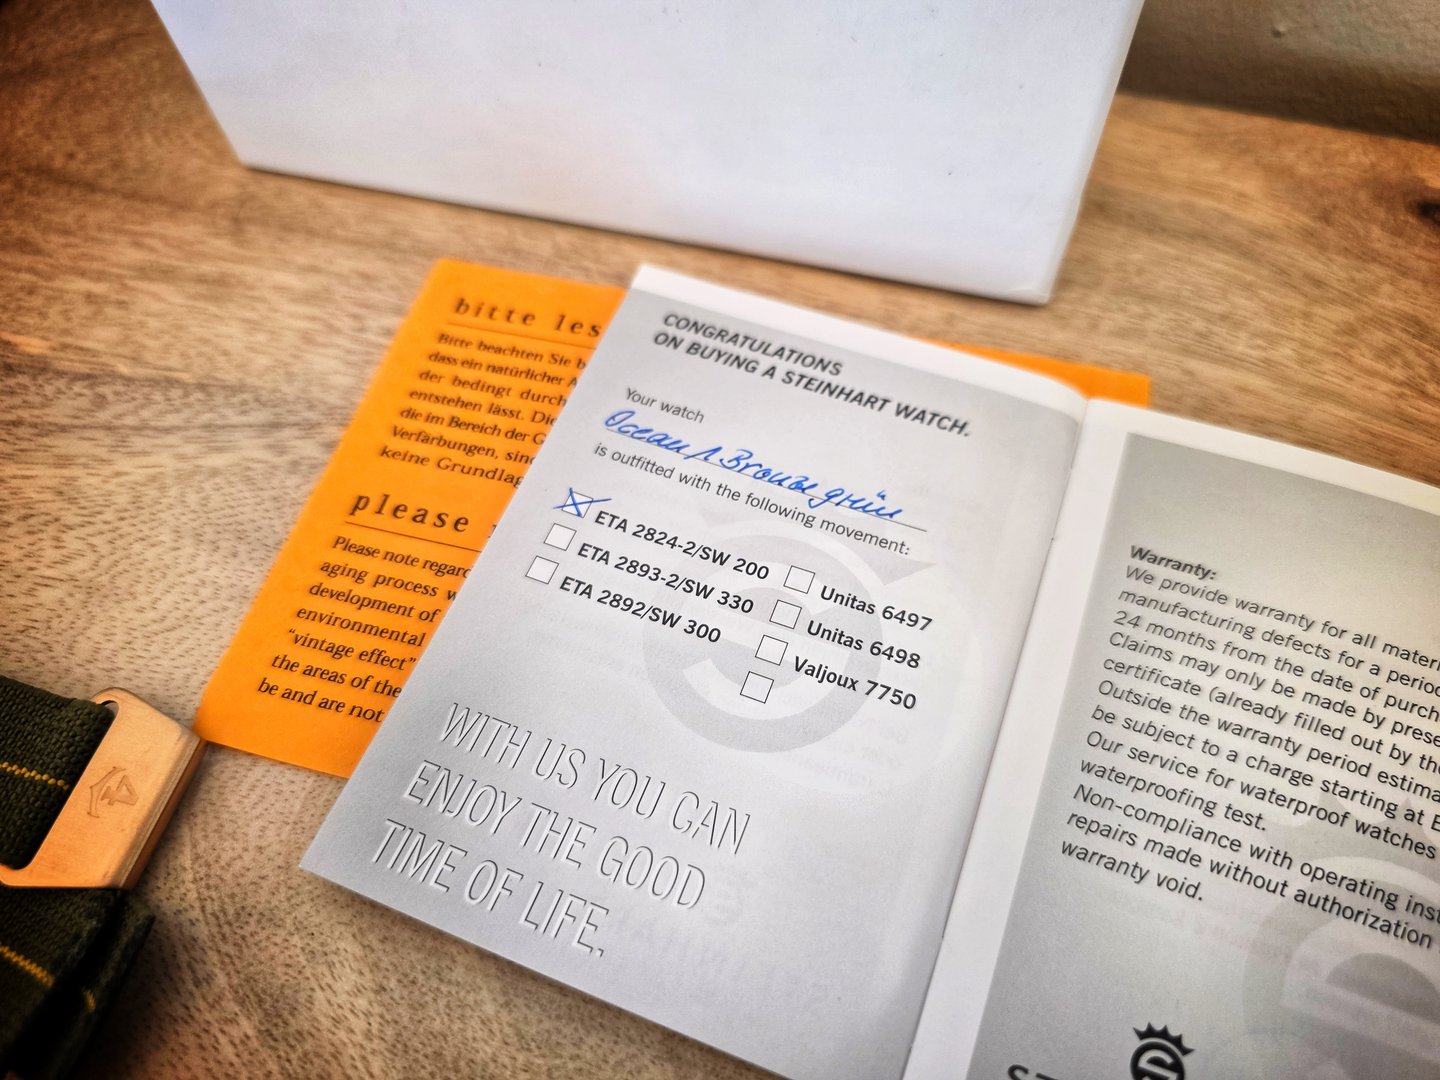 bitte les
Bitte beachten Sie b
dass ein natürlicher A
der bedingt durch
entstehen lässt. Die
die im Bereich der G
Verfärbungen, sind
keine Grundlag
please
Please note regard
aging process w
development of
environmental
"vintage effect"
the areas of the
be and are not
CONGRATULATIONS
ON BUYING A STEINHART WATCH.
Your watch
Ocean 1 Bronze grün
is outfitted with the following movement:
ETA 2824-2/SW 200
ETA 2893-2/SW 330
ETA 2892/SW 300
Unitas 6497
Unitas 6498
Valjoux 7750
WITH US YOU CAN
ENJOY THE GOOD
TIME OF LIFE.
Warranty:
We provide warranty for all materi
manufacturing defects for a period
24 months from the date of purch
Claims may only be made by prese
certificate (already filled out by the
Outside the warranty period estima
be subject to a charge starting at E
Our service for waterproof watches
waterproofing test.
Non-compliance with operating inst
repairs made without authorization
warranty void.
ST